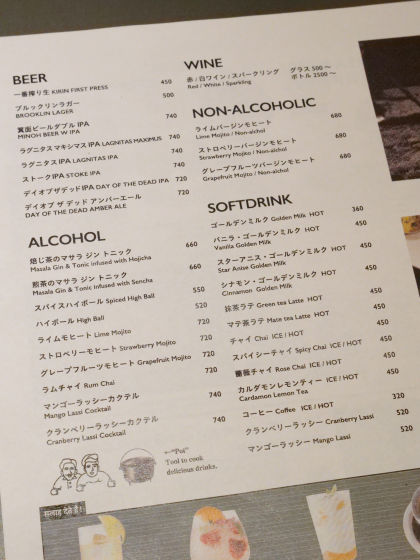 BEER
一番搾り生 KIRIN FIRST PRESS 450
ブルックリンラガー 500
BROOKLIN LAGER
箕面ビールダブル IPA 740
MINOH BEER W IPA
ラグニタスマキシマス IPA LAGNITAS MAXIMUS 740
ラグニタス IPA LAGNITAS IPA 740
ストーク IPA STOKE IPA 740
デイオブザデッド IPA DAY OF THE DEAD IPA 720
デイオブ ザ デッド アンバーエール 720
DAY OF THE DEAD AMBER ALE
ALCOHOL
焙じ茶のマサラ ジン トニック 660
Masala Gin & Tonic infused with Hojicha
煎茶のマサラ ジン トニック 660
Masala Gin & Tonic infused with Sencha
スパイスハイボール Spiced High Ball 550
ハイボール High Ball 520
ライムモヒート Lime Mojito 720
ストロベリーモヒート Strawberry Mojito 720
グレープフルーツモヒート Grapefruit Mojito 720
ラムチャイ Rum Chai 720
マンゴーラッシーカクテル 740
Mango Lassi Cocktail
クランベリーラッシーカクテル 740
Cranberry Lassi Cocktail
←"Poi"
Tool to cook
delicious drinks.
WINE
赤 / 白ワイン / スパークリング グラス 500 〜
Red / White / Sparkling ボトル 2500 〜
NON-ALCOHOLIC
ライムバージンモヒート 680
Lime Mojito / Non-alchol
ストロベリーバージンモヒート 680
Strawberry Mojito / Non-alchol
グレープフルーツバージンモヒート 680
Grapefruit Mojito / Non-alchol
SOFTDRINK
ゴールデンミルク Golden Milk HOT 360
バニラ・ゴールデンミルク HOT 450
Vanilla Golden Milk
スターアニス・ゴールデンミルク HOT 450
Star Anise Golden Milk
シナモン・ゴールデンミルク HOT 450
Cinnamon Golden Milk
抹茶ラテ Green tea Latte HOT 450
マテ茶ラテ Mate tea Latte HOT 450
チャイ Chai ICE / HOT 450
スパイシーチャイ Spicy Chai ICE / HOT 450
薔薇チャイ Rose Chai ICE / HOT 450
カルダモンレモンティー ICE / HOT 450
Cardamon Lemon Tea
コーヒー Coffee ICE / HOT 320
クランベリーラッシー Cranberry Lassi 520
マンゴーラッシー Mango Lassi 520
सलाह देते हैं।